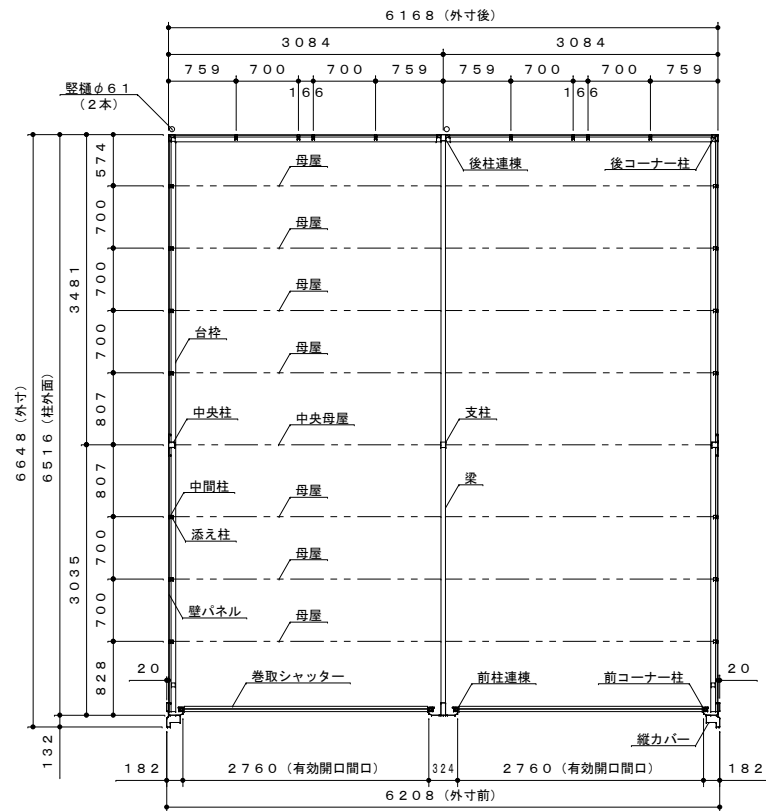 ６１６８（外寸後）
３０８４ ３０８４
７５９ ７００ ７００ ７５９ ７５９ ７００ ７００ ７５９
１６６ １６６
竪樋φ６１
（２本）
後柱連棟 後コーナー柱
母屋
母屋
母屋
台枠 母屋
中央柱 中央母屋 支柱
中間柱 母屋 梁
添え柱
母屋
壁パネル 母屋
巻取シャッター 前柱連棟 前コーナー柱
縦カバー
５７４
７００
７００
７００
８０７
８０７
７００
７００
８２８
３４８１
３０３５
６５１６（柱外面）
６６４８（外寸）
１３２
２０ ２０
１８２ ２７６０（有効開口間口） ３２４ ２７６０（有効開口間口） １８２
６２０８（外寸前）